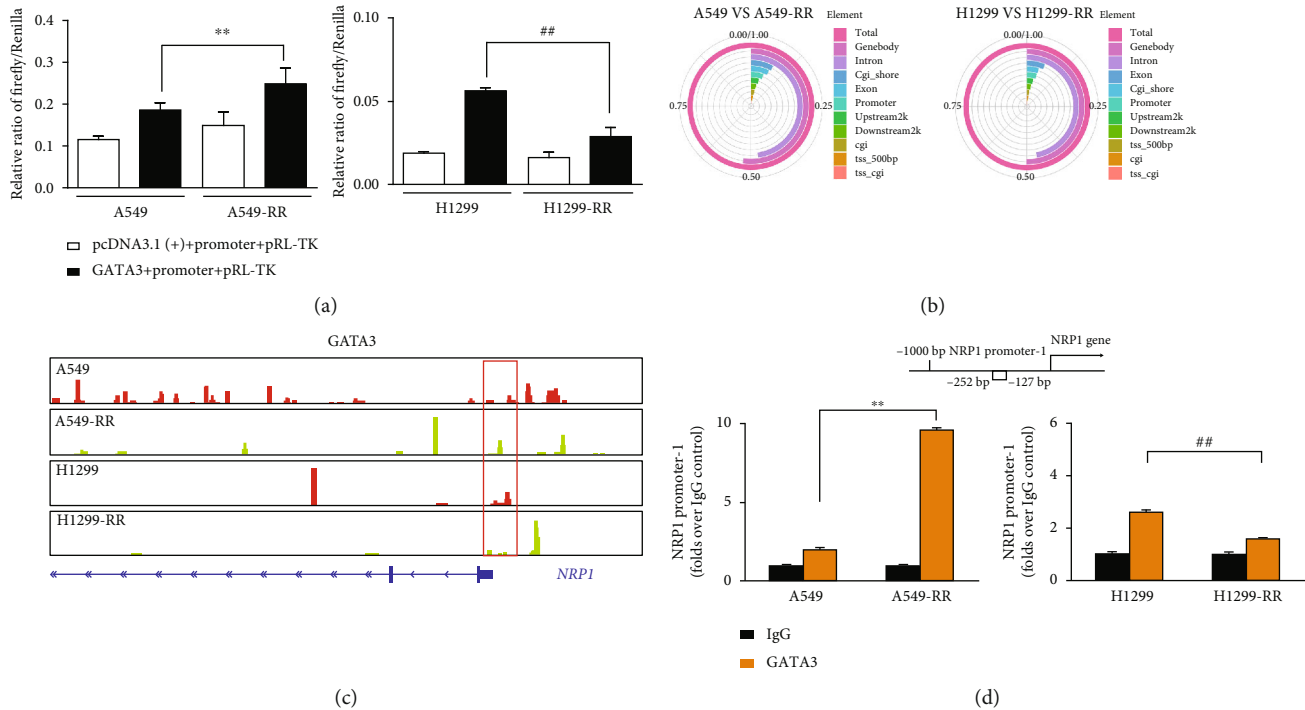 Relative ratio of firefly/Renilla
0.4
0.3
0.2
0.1
0.0
**
A549
A549-RR
Relative ratio of firefly/Renilla
0.10
0.05
0.00
##
H1299
H1299-RR
pcDNA3.1 (+)+promoter+pRL-TK
GATA3+promoter+pRL-TK
(a)
A549 VS A549-RR
Element
0.00/1.00
0.25
0.50
0.75
Total
Genebody
Intron
Cgi_shore
Exon
Promoter
Upstream2k
Downstream2k
cgi
tss_500bp
tss_cgi
H1299 VS H1299-RR
Element
0.00/1.00
0.25
0.50
0.75
Total
Genebody
Intron
Exon
Cgi_shore
Promoter
Upstream2k
Downstream2k
tss_500bp
cgi
tss_cgi
(b)
GATA3
A549
A549-RR
H1299
H1299-RR
NRP1
(c)
NRP1 gene
−1000 bp NRP1 promoter-1
−252 bp
−127 bp
NRP1 promoter-1
(folds over IgG control)
10
5
0
**
A549
A549-RR
NRP1 promoter-1
(folds over IgG control)
6
4
2
0
##
H1299
H1299-RR
IgG
GATA3
(d)